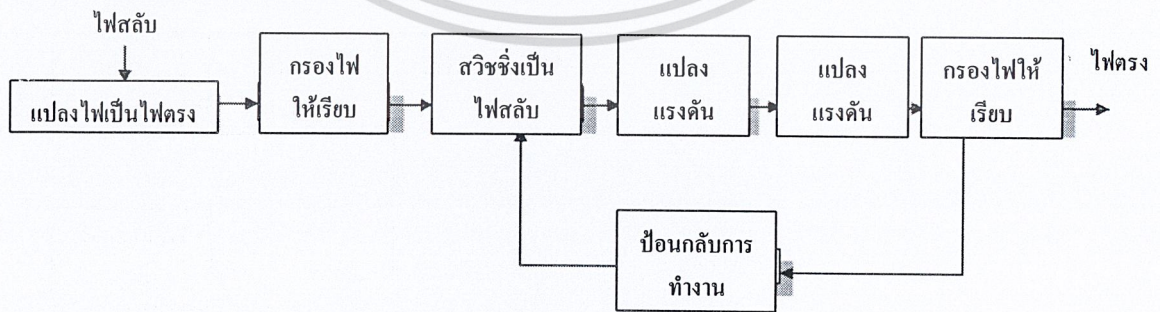 ไฟสลับ
แปลงไฟเป็นไฟตรง
กรองไฟ
ให้เรียบ
สวิชชิ่งเป็น
ไฟสลับ
แปลง
แรงดัน
แปลง
แรงดัน
กรองไฟให้
เรียบ
ไฟตรง
ป้อนกลับการ
ทำงาน